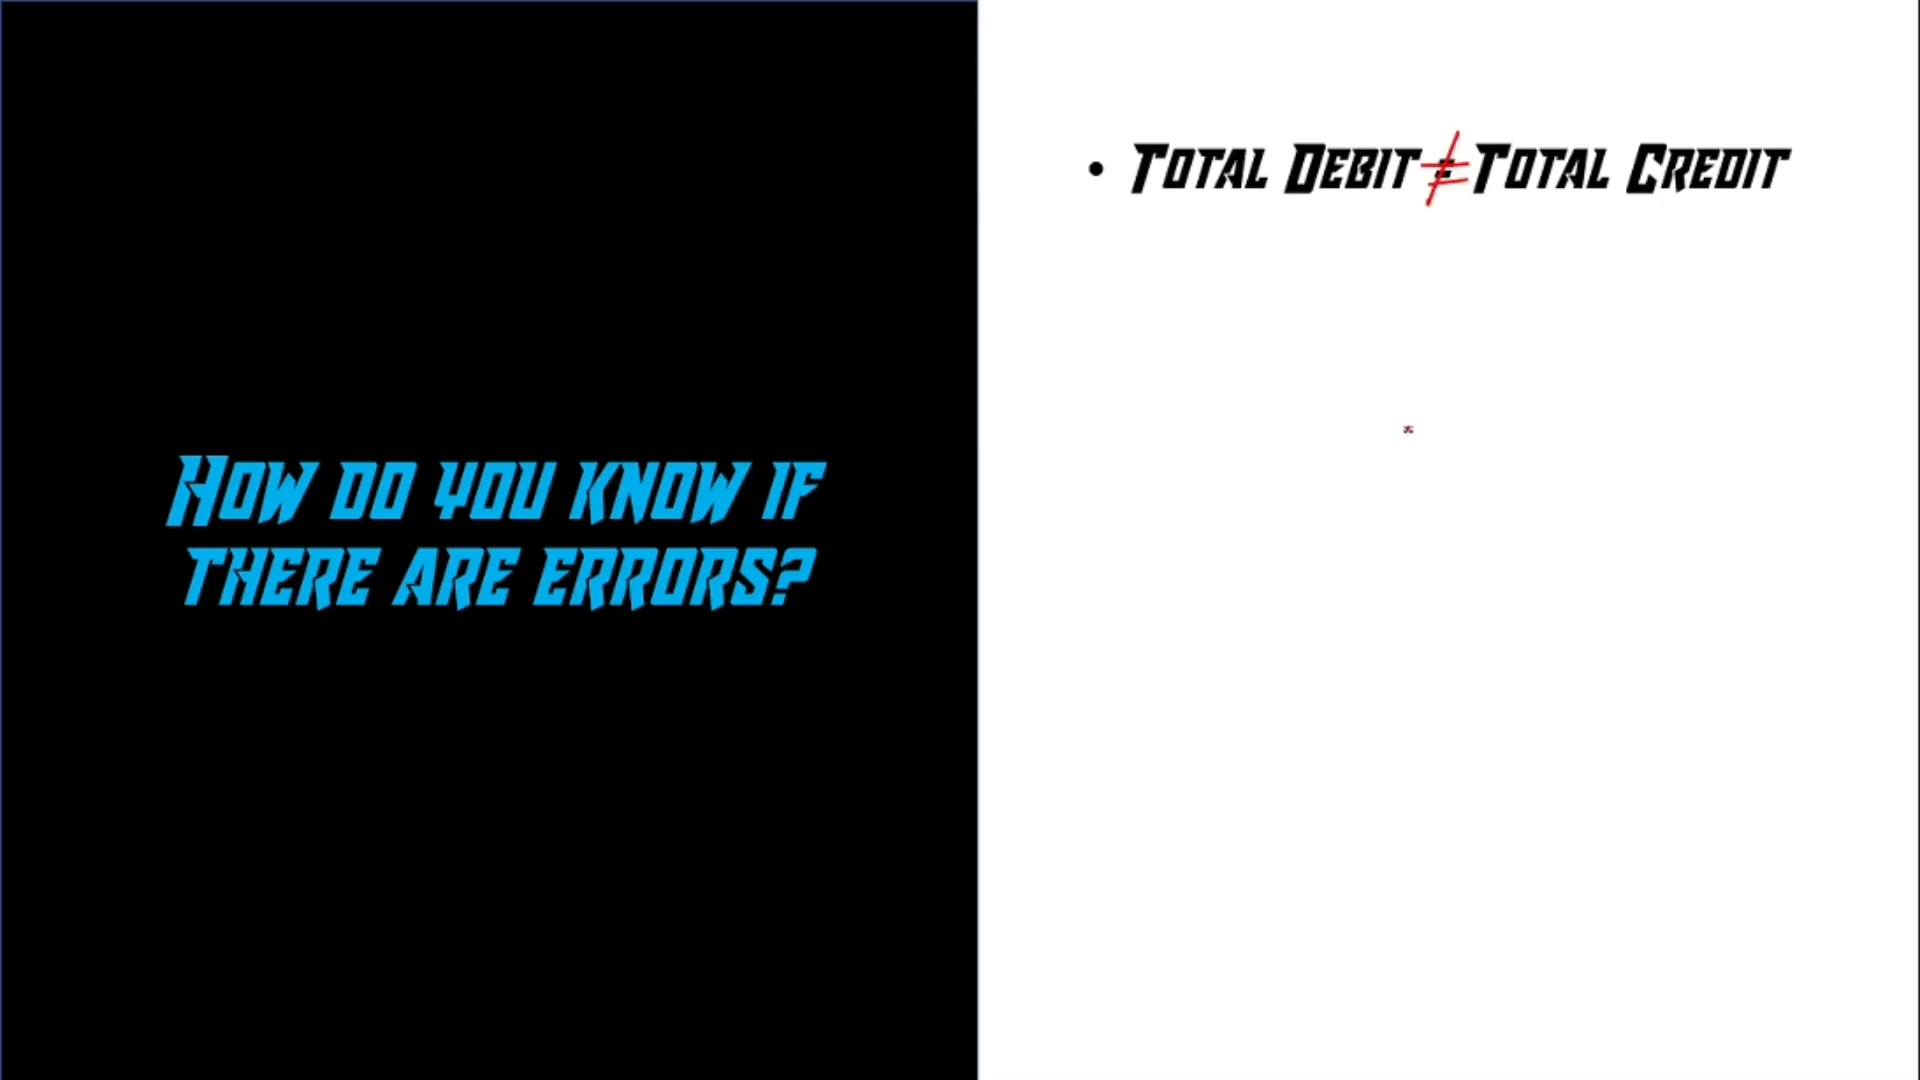 How do you know if
there are errors?
• Total Debit ≠ Total Credit